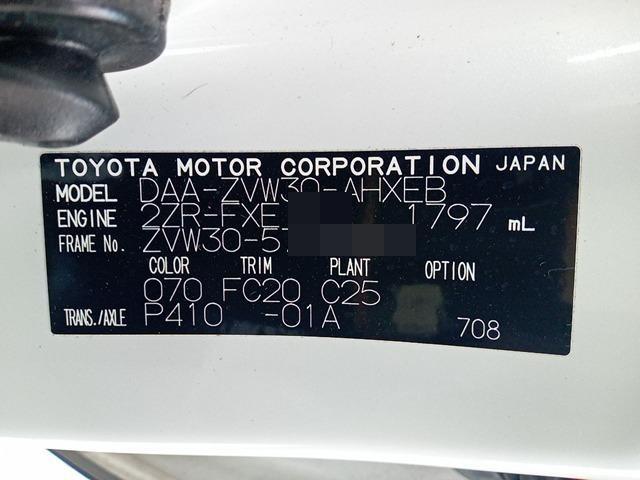 TOYOTA MOTOR CORPORATION JAPAN
MODEL DAA-ZVW30-AHXEB
ENGINE 2ZR-FXE 1797 mL
FRAME No. ZVW30-5
COLOR TRIM PLANT OPTION
070 FC20 C25
TRANS./AXLE P410 -01A 708